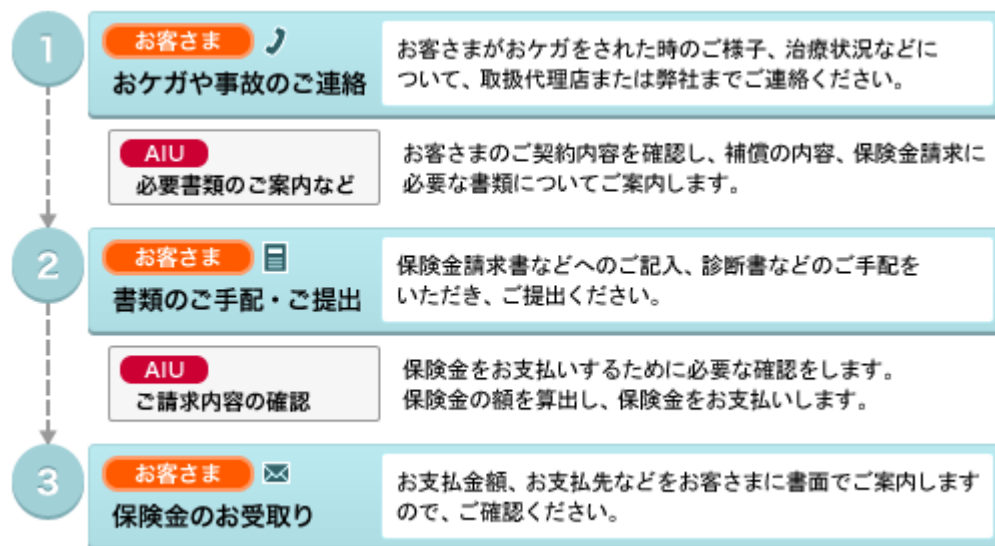 1
お客さま
おケガや事故のご連絡
お客さまがおケガをされた時のご様子、治療状況などに
ついて、取扱代理店または弊社までご連絡ください。
AIU
必要書類のご案内など
お客さまのご契約内容を確認し、補償の内容、保険金請求に
必要な書類についてご案内します。
2
お客さま
書類のご手配・ご提出
保険金請求書などへのご記入、診断書などのご手配を
いただき、ご提出ください。
AIU
ご請求内容の確認
保険金をお支払いするために必要な確認をします。
保険金の額を算出し、保険金をお支払いします。
3
お客さま
保険金のお受取り
お支払金額、お支払先などをお客さまに書面でご案内します
ので、ご確認ください。